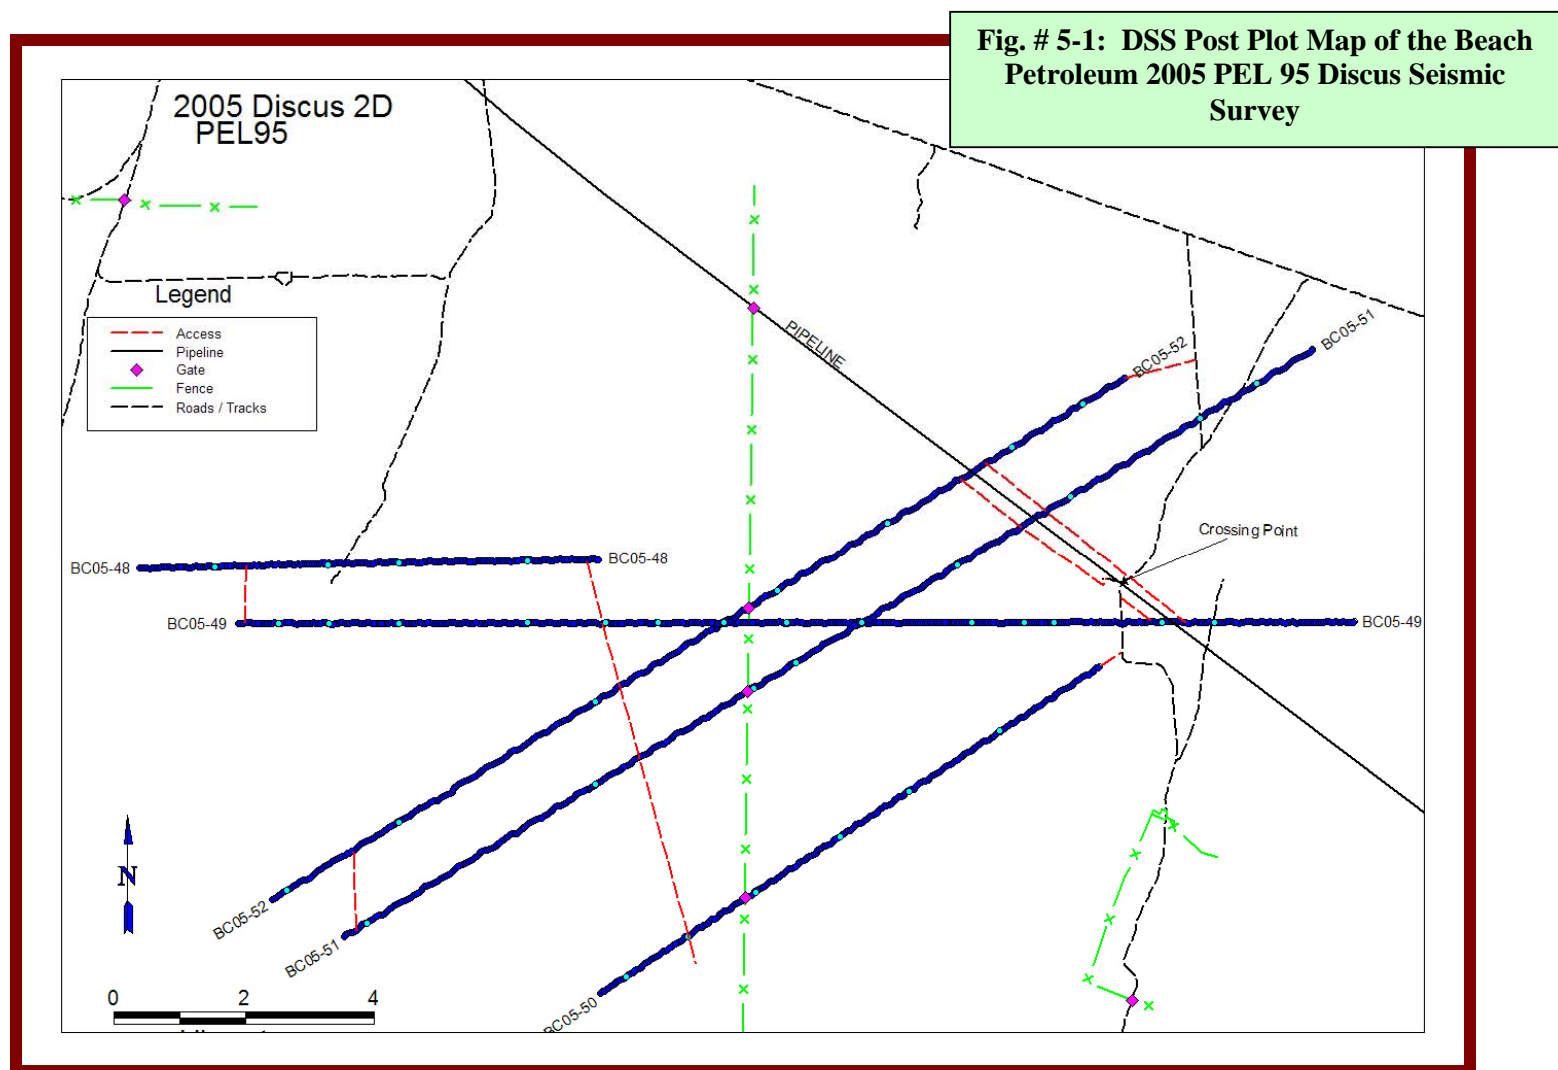 Fig. # 5-1: DSS Post Plot Map of the Beach
Petroleum 2005 PEL 95 Discus Seismic
Survey
2005 Discus 2D
PEL95
Legend
Access
Pipeline
Gate
Fence
Roads / Tracks
PIPELINE
BC05-52
BC05-51
Crossing Point
BC05-48
BC05-48
BC05-49
BC05-49
N
BC05-52
BC05-51
BC05-50
0 2 4